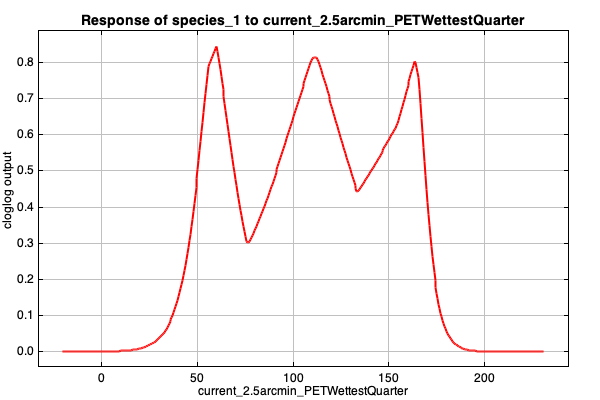 Response of species_1 to current_2.5arcmin_PETWettestQuarter
cloglog output
0.8
0.7
0.6
0.5
0.4
0.3
0.2
0.1
0.0
0 50 100 150 200
current_2.5arcmin_PETWettestQuarter